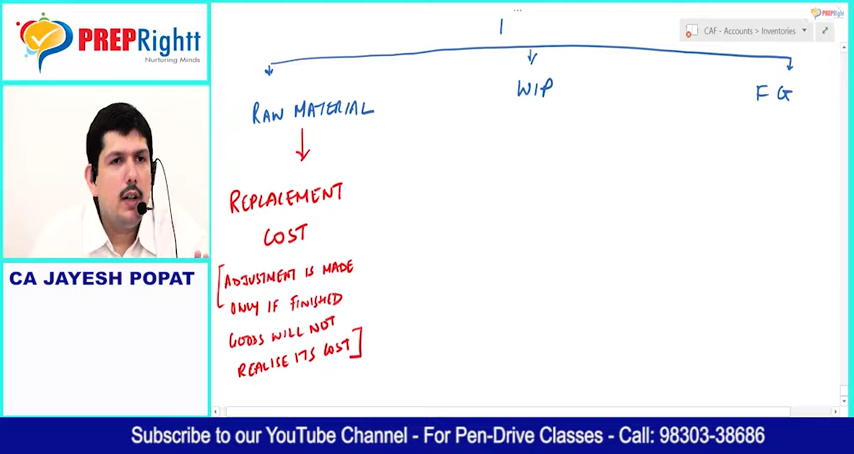 PREPRightt
Nurturing Minds
PREPRightt
CAF - Accounts > Inventories
RAW MATERIAL
WIP
FG
REPLACEMENT
COST
[ADJUSTMENT IS MADE
ONLY IF FINISHED
GOODS WILL NOT
REALISE ITS COST]
CA JAYESH POPAT
Subscribe to our YouTube Channel - For Pen-Drive Classes - Call: 98303-38686